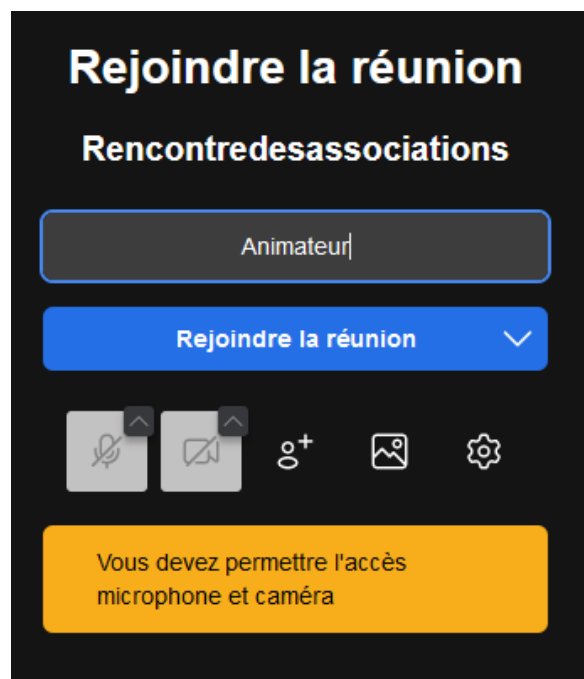 Rejoindre la réunion
Rencontredesassociations
Animateur
Rejoindre la réunion
Vous devez permettre l'accès
microphone et caméra